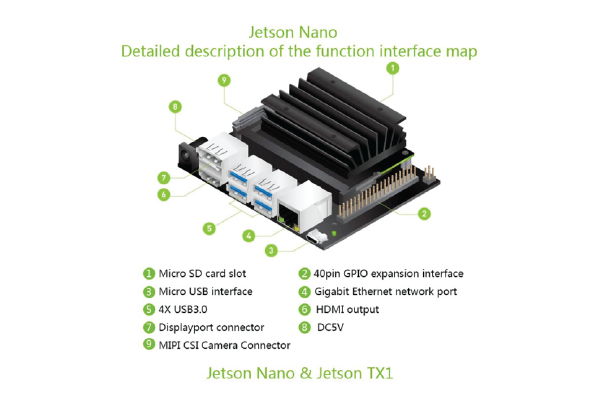 Jetson Nano
Detailed description of the function interface map
1
9
8
7
6
2
5
4
3
1 Micro SD card slot
2 40pin GPIO expansion interface
3 Micro USB interface
4 Gigabit Ethernet network port
5 4X USB3.0
6 HDMI output
7 Displayport connector
8 DC5V
9 MIPI CSI Camera Connector
Jetson Nano & Jetson TX1